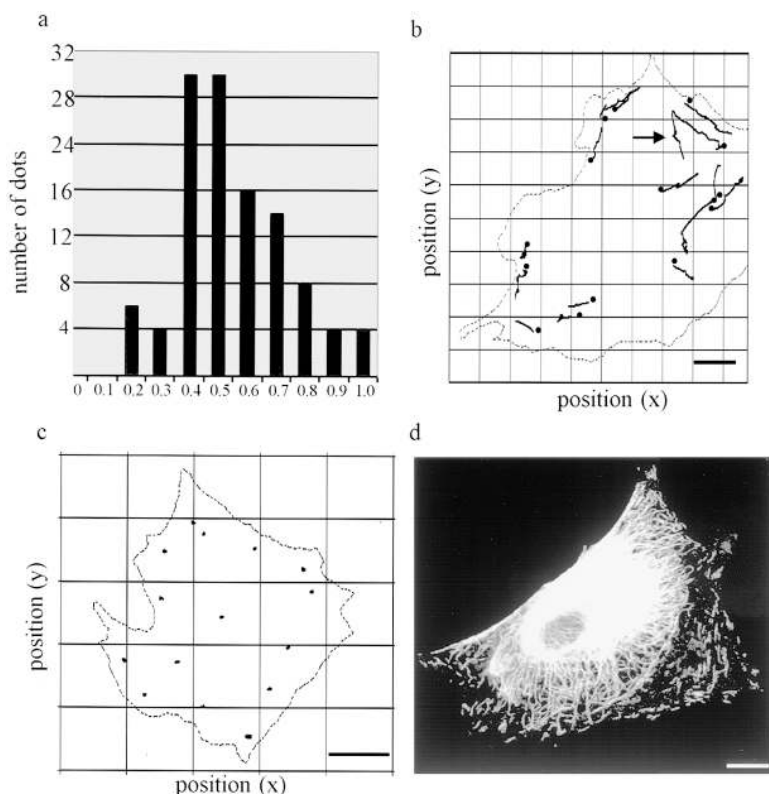 a
32
28
24
16
12
8
4
number of dots
0 0.1 0.2 0.3 0.4 0.5 0.6 0.7 0.8 0.9 1.0
b
position (y)
position (x)
c
position (y)
position (x)
d